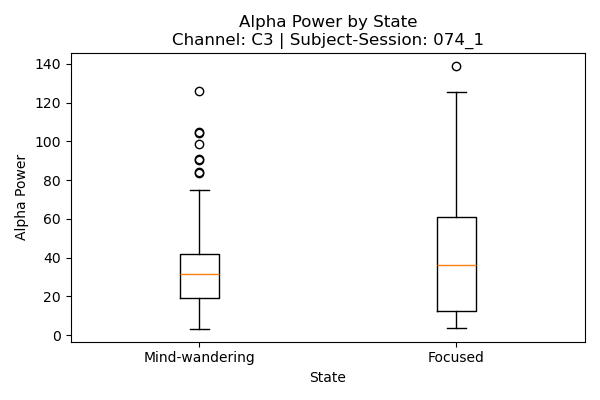 Alpha Power by State
Channel: C3 | Subject-Session: 074_1
Alpha Power
140
120
100
80
60
40
20
0
Mind-wandering
Focused
State